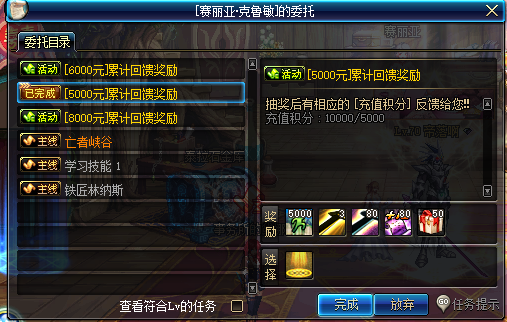 [赛丽亚·克鲁敏]的委托
赛丽亚
委托目录
活动 [6000元]累计回馈奖励
已完成 [5000元]累计回馈奖励
活动 [8000元]累计回馈奖励
主线 亡者峡谷
主线 学习技能 1
主线 铁匠林纳斯
查看符合Lv的任务
活动 [5000元]累计回馈奖励
抽奖后有相应的 [充值积分] 反馈给您!!
充值积分 : 10000/5000
奖励
5000 3 80 80 50
选择
完成
放弃
GO 任务提示